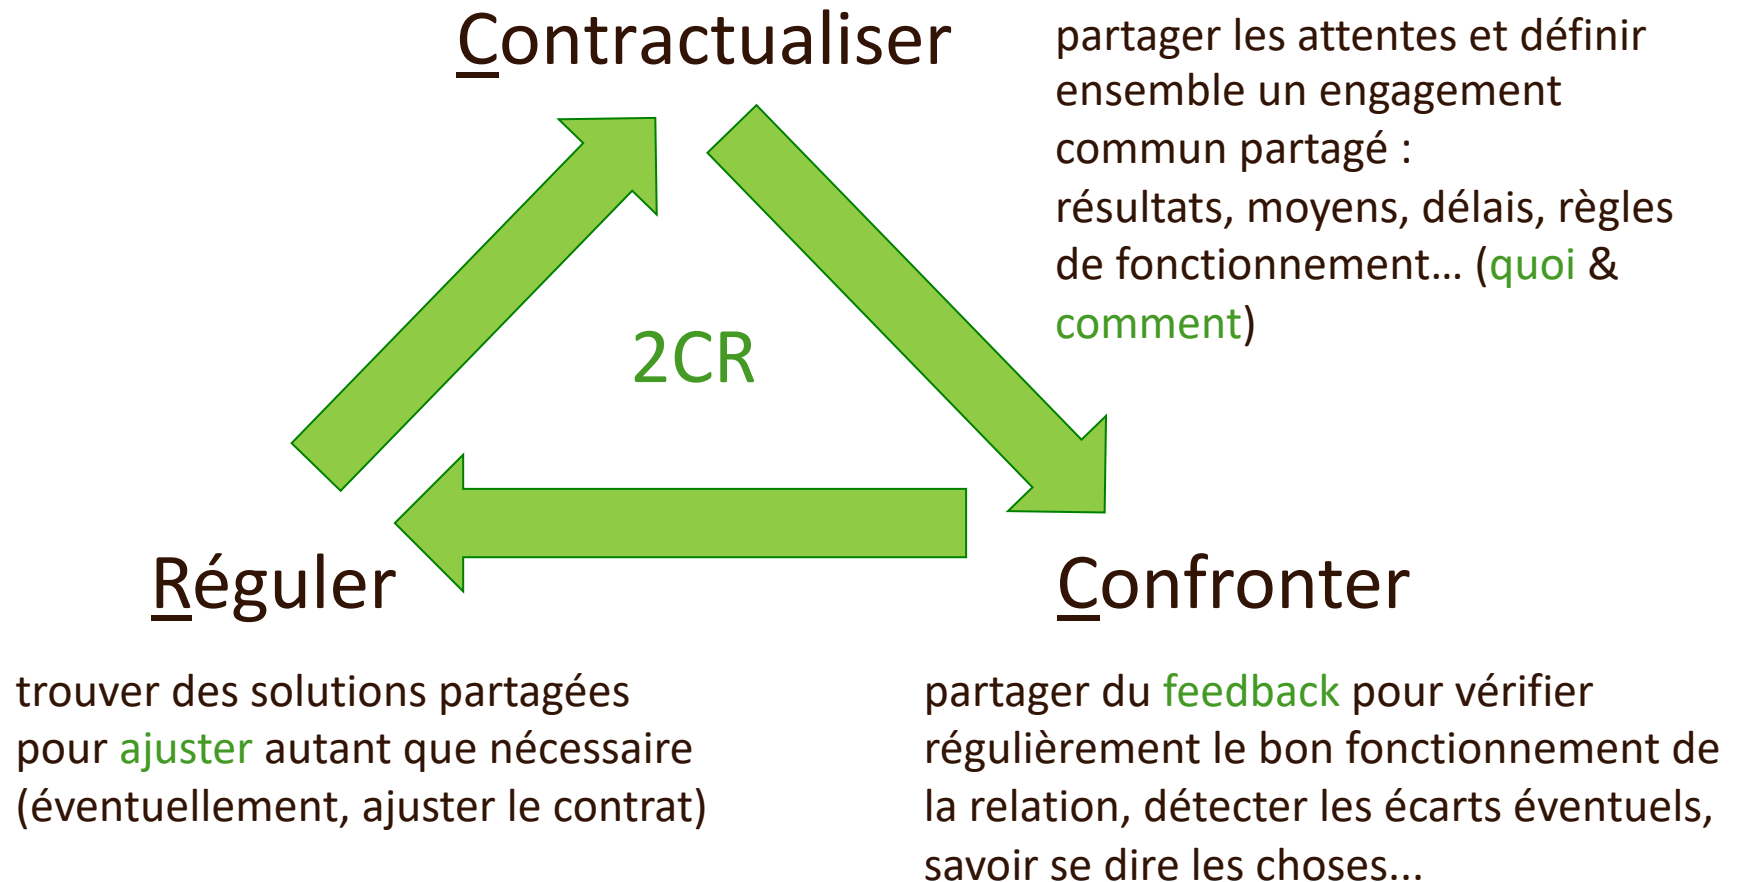 Contractualiser
partager les attentes et définir
ensemble un engagement
commun partagé :
résultats, moyens, délais, règles
de fonctionnement... (quoi &
comment)
2CR
Réguler
trouver des solutions partagées
pour ajuster autant que nécessaire
(éventuellement, ajuster le contrat)
Confronter
partager du feedback pour vérifier
régulièrement le bon fonctionnement de
la relation, détecter les écarts éventuels,
savoir se dire les choses...